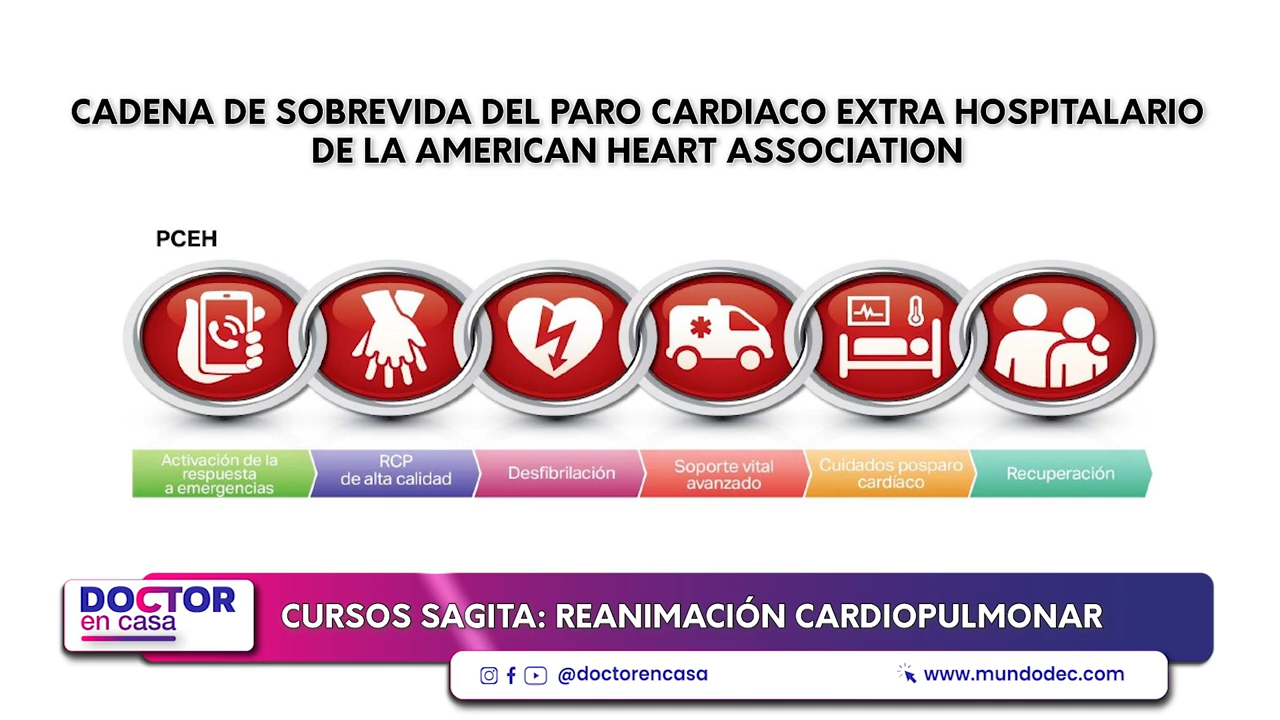 CADENA DE SOBREVIDA DEL PARO CARDIACO EXTRA HOSPITALARIO
DE LA AMERICAN HEART ASSOCIATION
PCEH
Activación de la
respuesta
a emergencias
RCP
de alta calidad
Desfibrilación
Soporte vital
avanzado
Cuidados posparo
cardíaco
Recuperación
DOCTOR
en casa
CURSOS SAGITA: REANIMACIÓN CARDIOPULMONAR
@doctorencasa
www.mundodec.com